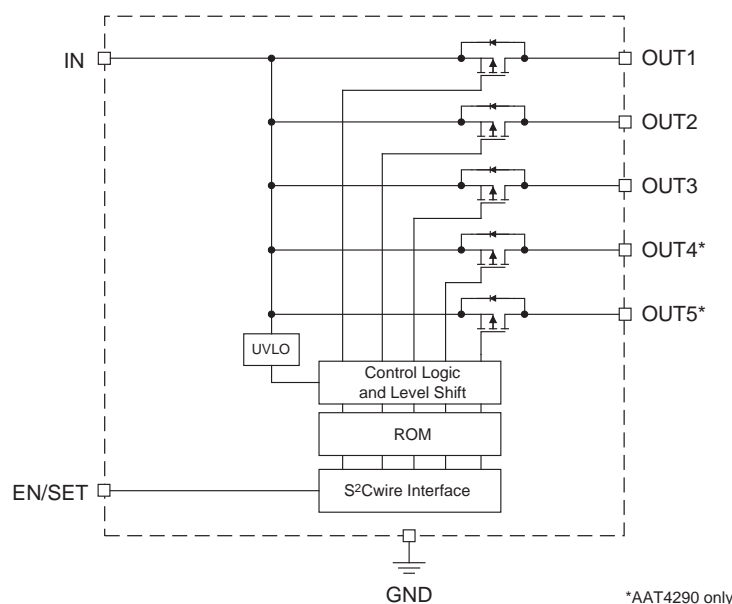 IN
OUT1
OUT2
OUT3
OUT4*
OUT5*
UVLO
Control Logic
and Level Shift
ROM
EN/SET
S²Cwire Interface
GND
*AAT4290 only